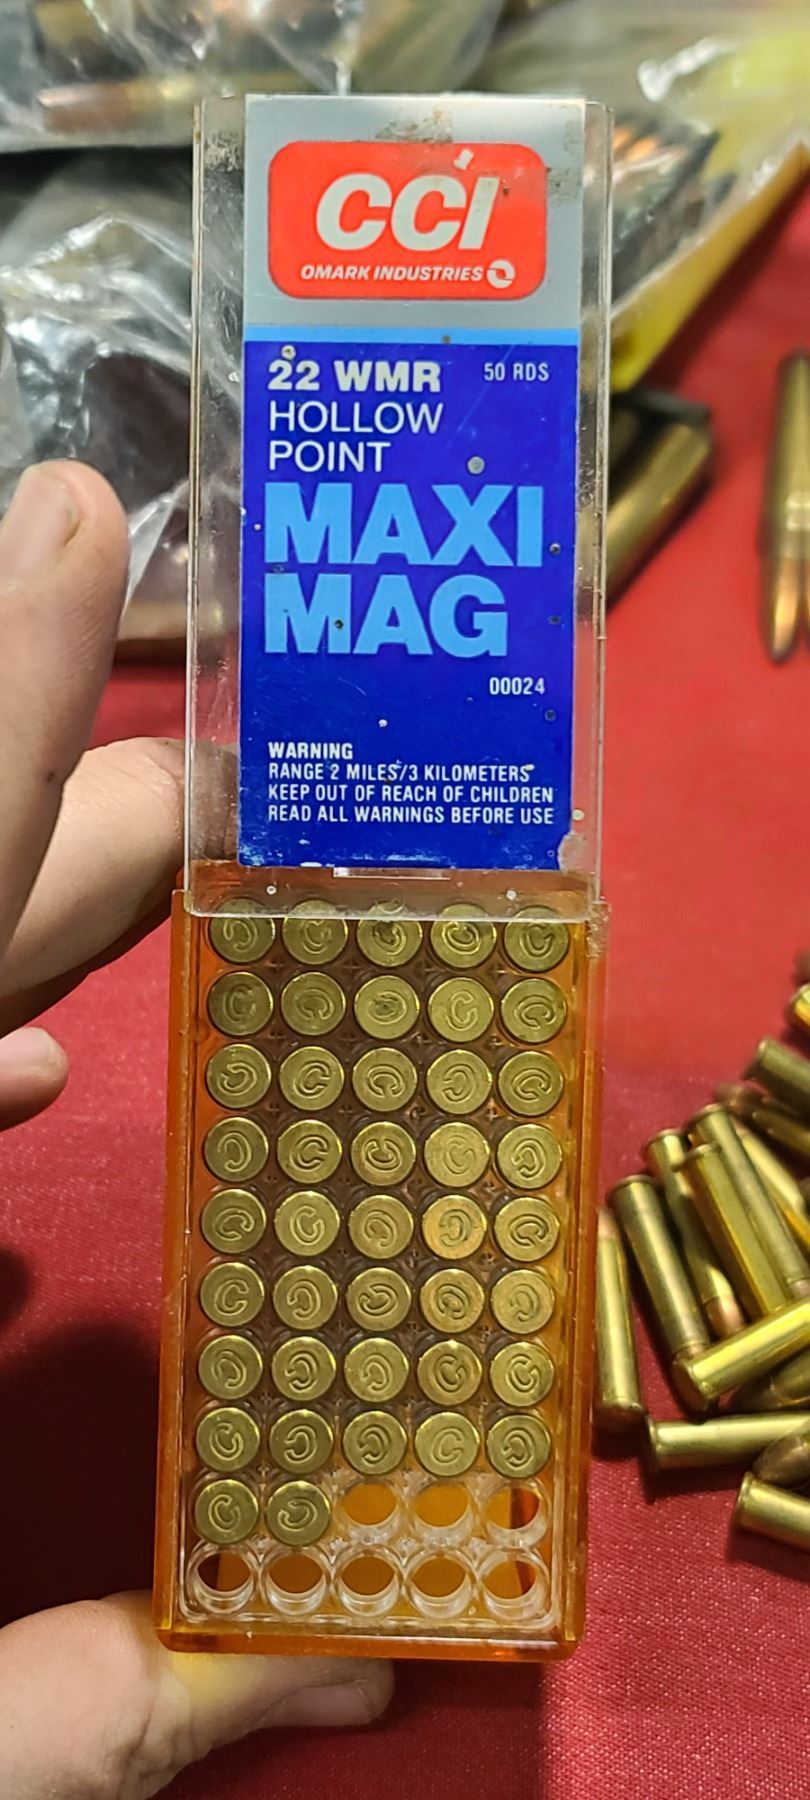 CCI
OMARK INDUSTRIES
22 WMR 50 RDS
HOLLOW
POINT
MAXI
MAG
00024
WARNING
RANGE 2 MILES/3 KILOMETERS
KEEP OUT OF REACH OF CHILDREN
READ ALL WARNINGS BEFORE USE
C C C C C
C C C C C
C C C C C
C C C C C
C C C C C
C C C C C
C C C C C
C C C C C
C C